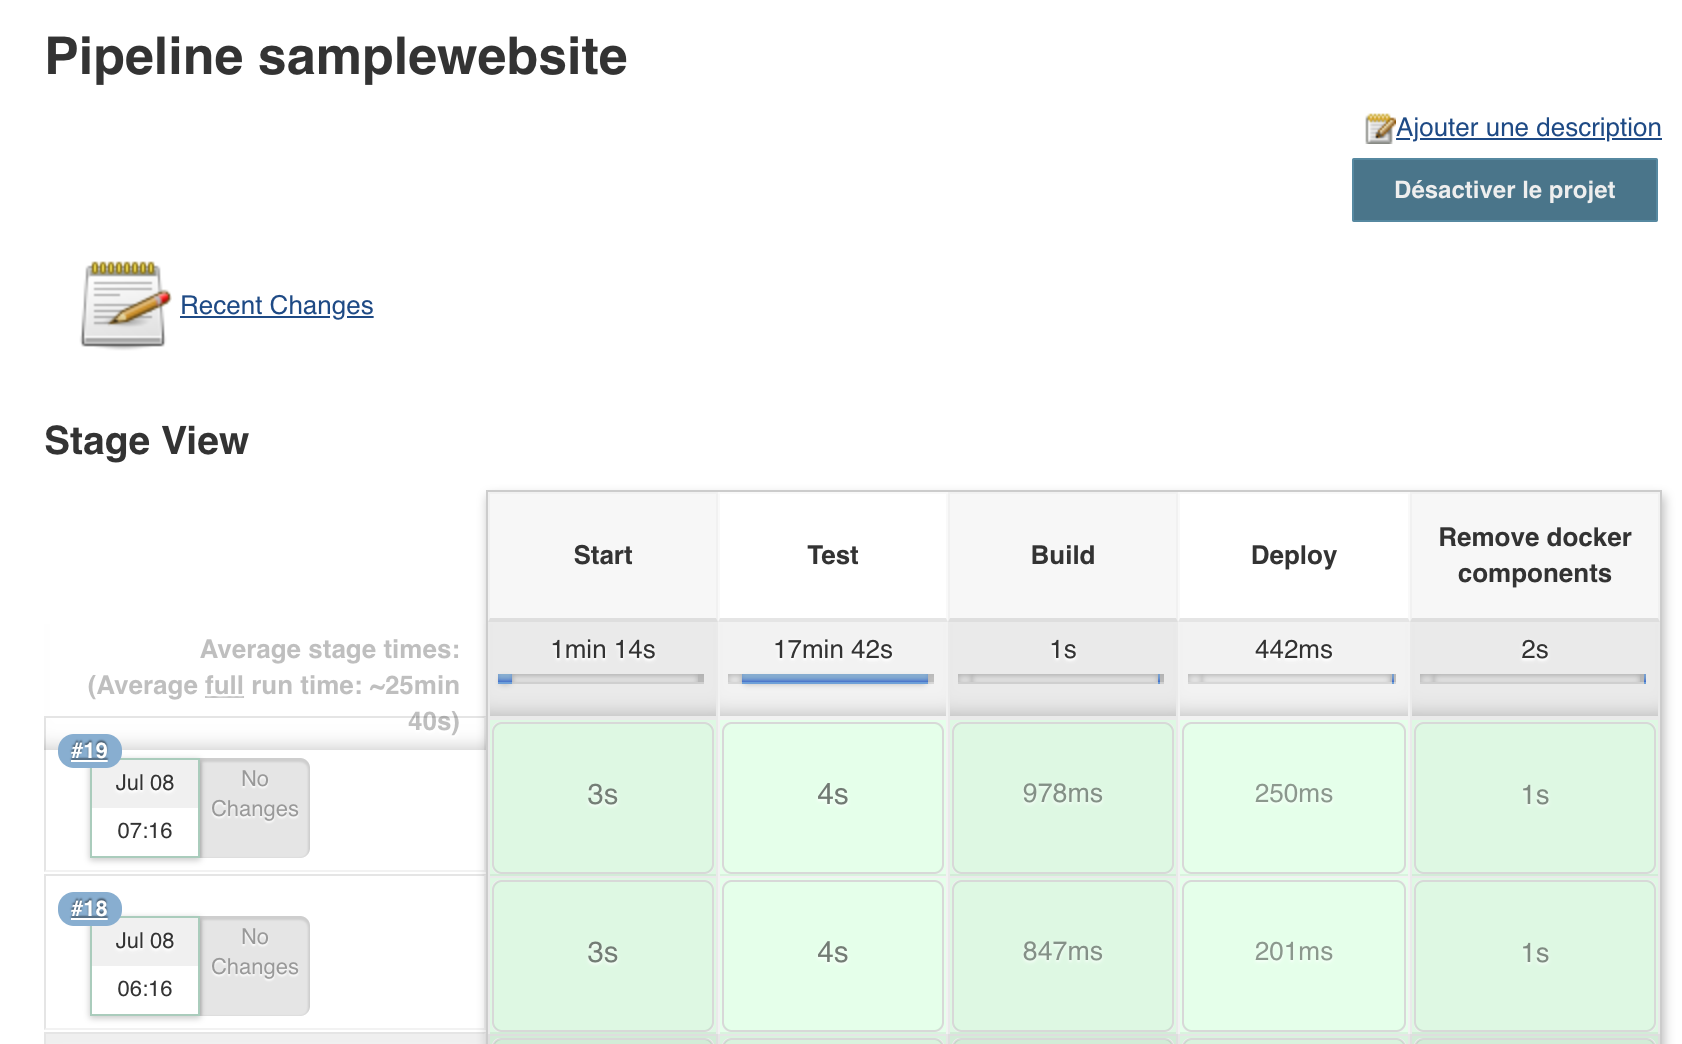 Pipeline samplewebsite
Ajouter une description
Désactiver le projet
Recent Changes
Stage View
Start Test Build Deploy Remove docker
components
Average stage times:
(Average full run time: ~25min
40s)
1min 14s 17min 42s 1s 442ms 2s
#19
Jul 08
07:16
No
Changes
3s 4s 978ms 250ms 1s
#18
Jul 08
06:16
No
Changes
3s 4s 847ms 201ms 1s